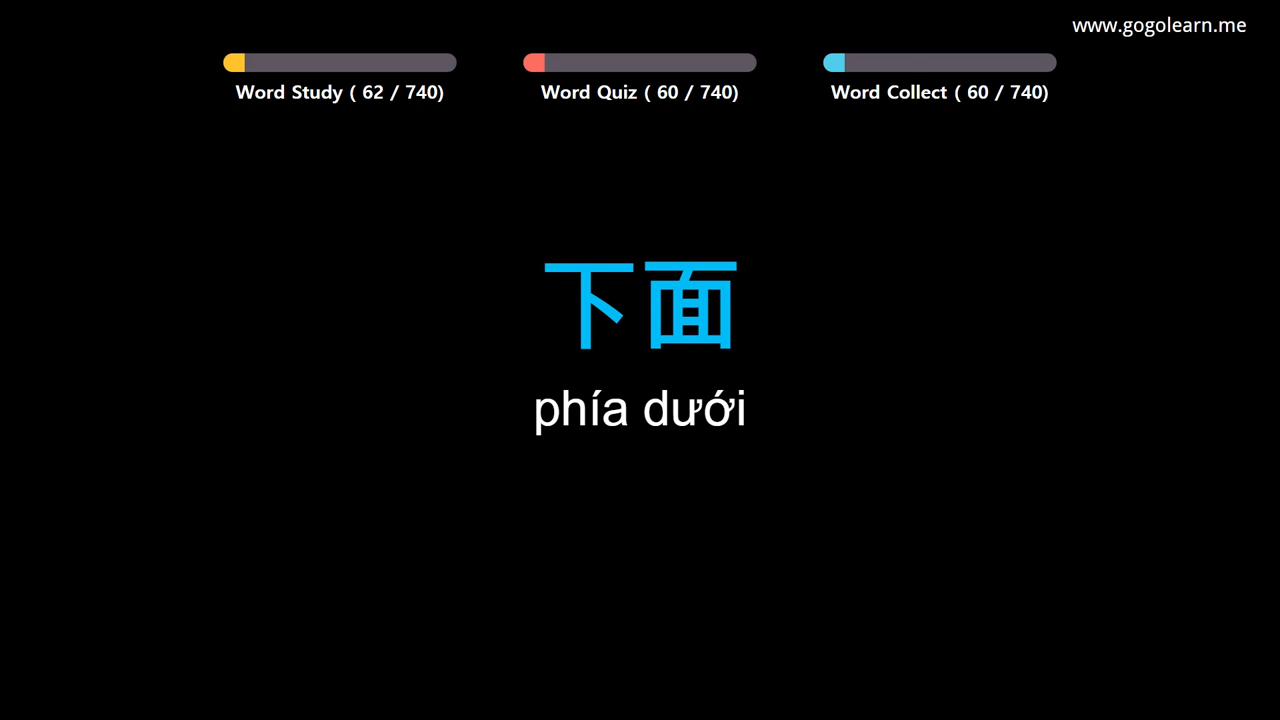 www.gogolearn.me
Word Study ( 62 / 740)
Word Quiz ( 60 / 740)
Word Collect ( 60 / 740)
下面
phía dưới